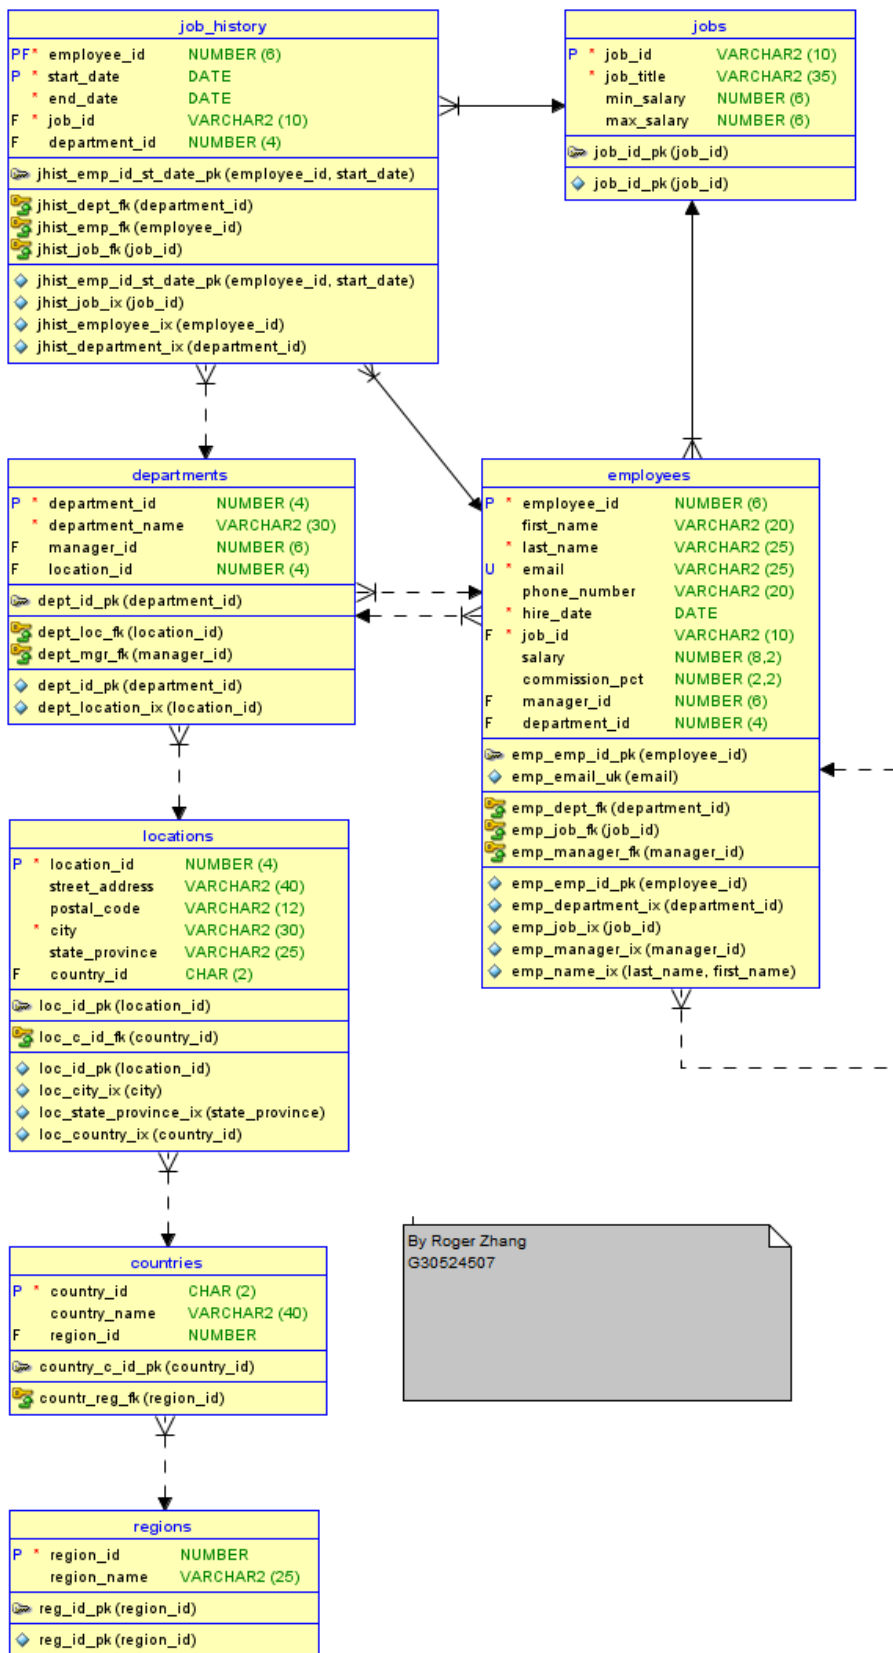 job_history
PF* employee_id NUMBER (6)
P * start_date DATE
* end_date DATE
F * job_id VARCHAR2 (10)
F department_id NUMBER (4)
jhist_emp_id_st_date_pk (employee_id, start_date)
jhist_dept_fk (department_id)
jhist_emp_fk (employee_id)
jhist_job_fk (job_id)
jhist_emp_id_st_date_pk (employee_id, start_date)
jhist_job_ix (job_id)
jhist_employee_ix (employee_id)
jhist_department_ix (department_id)
jobs
P * job_id VARCHAR2 (10)
* job_title VARCHAR2 (35)
min_salary NUMBER (6)
max_salary NUMBER (6)
job_id_pk (job_id)
job_id_pk (job_id)
departments
P * department_id NUMBER (4)
* department_name VARCHAR2 (30)
F manager_id NUMBER (6)
F location_id NUMBER (4)
dept_id_pk (department_id)
dept_loc_fk (location_id)
dept_mgr_fk (manager_id)
dept_id_pk (department_id)
dept_location_ix (location_id)
employees
P * employee_id NUMBER (6)
first_name VARCHAR2 (20)
* last_name VARCHAR2 (25)
U * email VARCHAR2 (25)
phone_number VARCHAR2 (20)
* hire_date DATE
F * job_id VARCHAR2 (10)
salary NUMBER (8,2)
commission_pct NUMBER (2,2)
F manager_id NUMBER (6)
F department_id NUMBER (4)
emp_emp_id_pk (employee_id)
emp_email_uk (email)
emp_dept_fk (department_id)
emp_job_fk (job_id)
emp_manager_fk (manager_id)
emp_emp_id_pk (employee_id)
emp_department_ix (department_id)
emp_job_ix (job_id)
emp_manager_ix (manager_id)
emp_name_ix (last_name, first_name)
locations
P * location_id NUMBER (4)
street_address VARCHAR2 (40)
postal_code VARCHAR2 (12)
* city VARCHAR2 (30)
state_province VARCHAR2 (25)
F country_id CHAR (2)
loc_id_pk (location_id)
loc_c_id_fk (country_id)
loc_id_pk (location_id)
loc_city_ix (city)
loc_state_province_ix (state_province)
loc_country_ix (country_id)
By Roger Zhang
G30524507
countries
P * country_id CHAR (2)
country_name VARCHAR2 (40)
F region_id NUMBER
country_c_id_pk (country_id)
countr_reg_fk (region_id)
regions
P * region_id NUMBER
region_name VARCHAR2 (25)
reg_id_pk (region_id)
reg_id_pk (region_id)